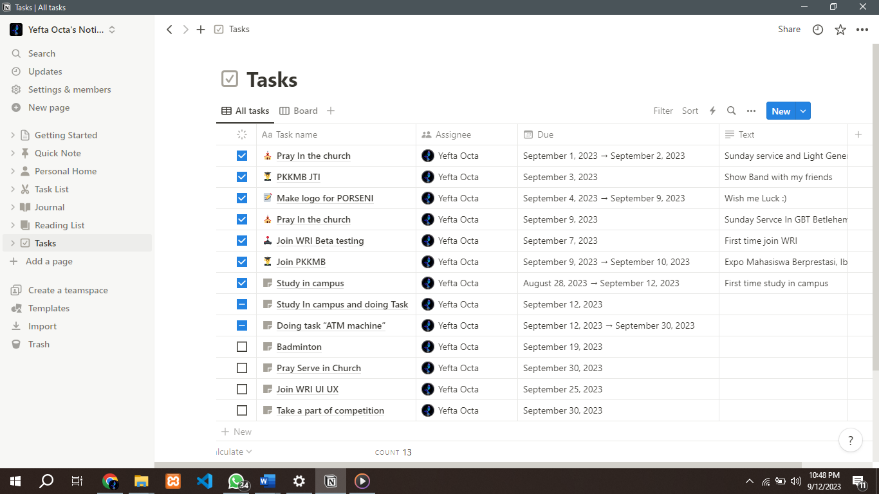 Tasks | All tasks
Yefta Octa's Noti...
Tasks
Share
Search
Updates
Settings & members
New page
Getting Started
Quick Note
Personal Home
Task List
Journal
Reading List
Tasks
Add a page
Create a teamspace
Templates
Import
Trash
Tasks
All tasks Board Filter Sort New
Aa Task name Assignee Due Text
Pray In the church Yefta Octa September 1, 2023 → September 2, 2023 Sunday service and Light Gene
PKKMB JTI Yefta Octa September 3, 2023 Show Band with my friends
Make logo for PORSENI Yefta Octa September 4, 2023 → September 9, 2023 Wish me Luck :)
Pray In the church Yefta Octa September 9, 2023 Sunday Servce In GBT Betlehem
Join WRI Beta testing Yefta Octa September 7, 2023 First time join WRI
Join PKKMB Yefta Octa September 9, 2023 → September 10, 2023 Expo Mahasiswa Berprestasi, Ib
Study in campus Yefta Octa August 28, 2023 → September 12, 2023 First time study in campus
Study In campus and doing Task Yefta Octa September 12, 2023
Doing task "ATM machine" Yefta Octa September 12, 2023 → September 30, 2023
Badminton Yefta Octa September 19, 2023
Pray Serve in Church Yefta Octa September 30, 2023
Join WRI UI UX Yefta Octa September 25, 2023
Take a part of competition Yefta Octa September 30, 2023
New
alculate COUNT 13
?
34
10:48 PM
9/12/2023
11